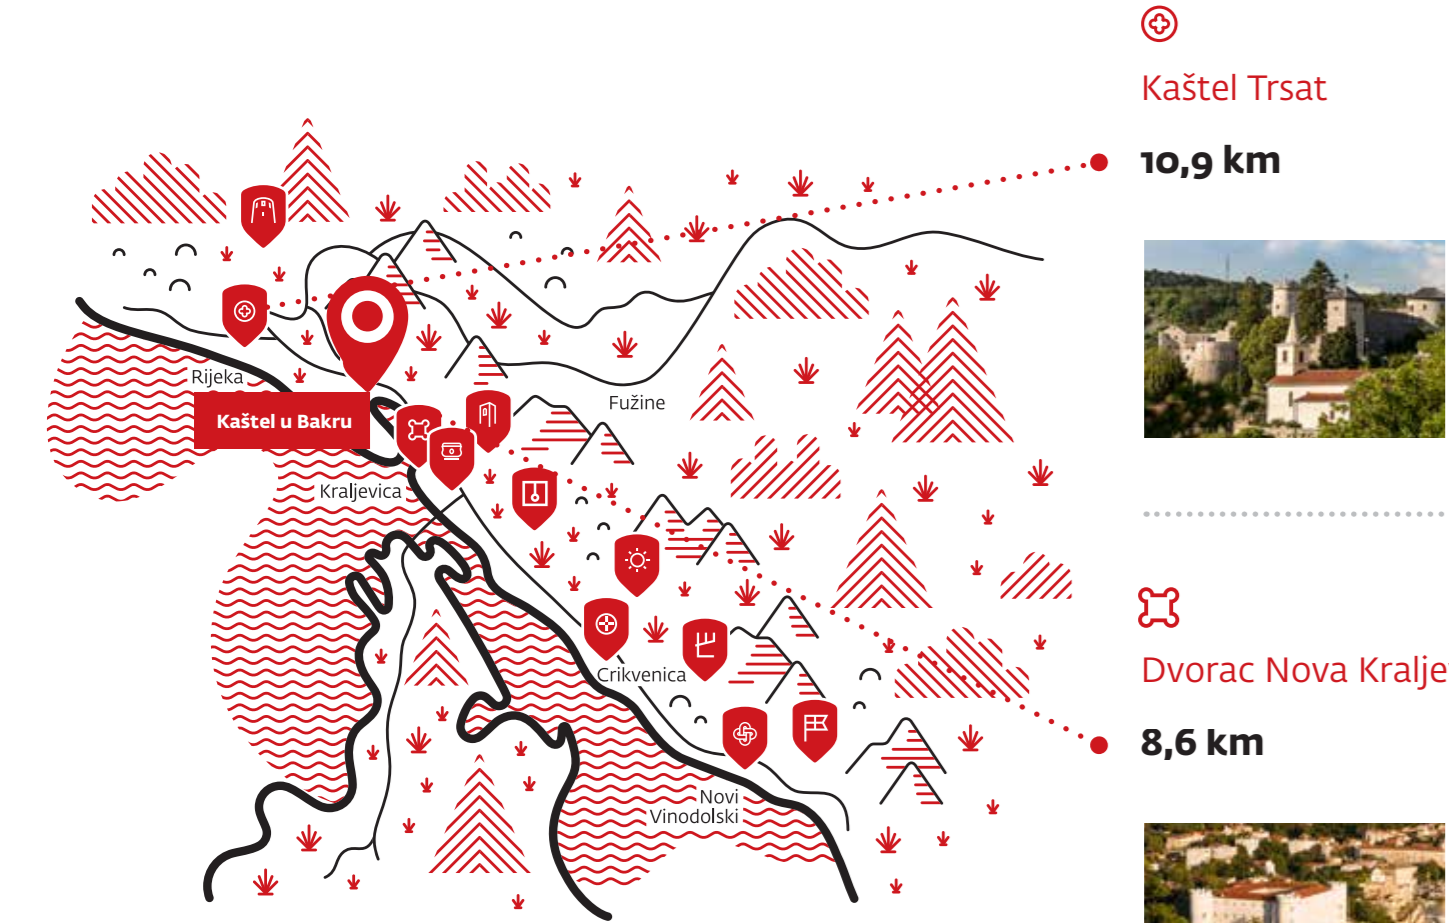 Kaštel Trsat
10,9 km
Rijeka
Kaštel u Bakru
Fužine
Kraljevica
Crikvenica
Novi
Vinodolski
Dvorac Nova Kralje
8,6 km